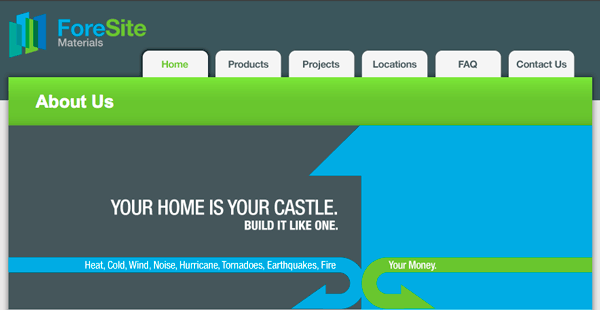 ForeSite
Materials
Home Products Projects Locations FAQ Contact Us
About Us
YOUR HOME IS YOUR CASTLE.
BUILD IT LIKE ONE.
Heat, Cold, Wind, Noise, Hurricane, Tornadoes, Earthquakes, Fire
Your Money.